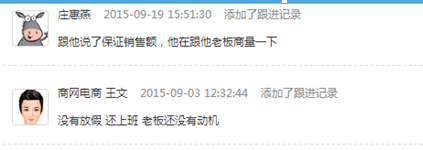 庄惠燕 2015-09-19 15:51:30 添加了跟进记录
跟他说了保证销售额，他在跟他老板商量一下
商网电商 王文 2015-09-03 12:32:44 添加了跟进记录
没有放假 还上班 老板还没有动机